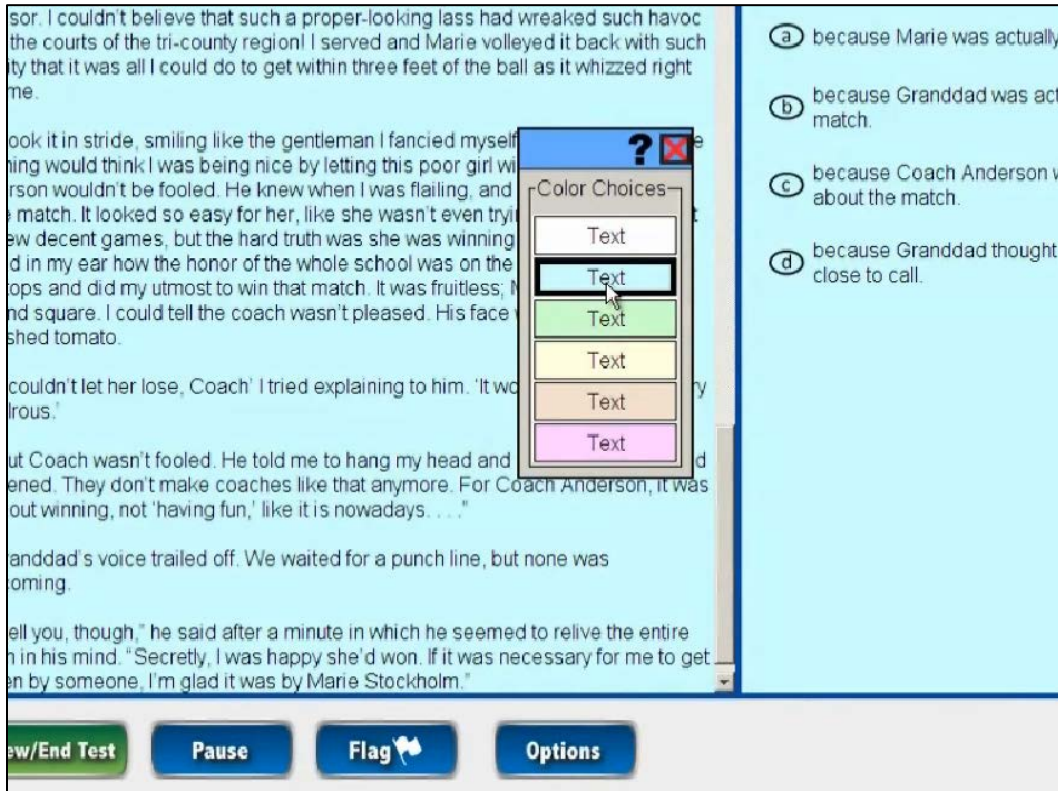 sor. I couldn't believe that such a proper-looking lass had wreaked such havoc
the courts of the tri-county region! I served and Marie volleyed it back with such
ity that it was all I could do to get within three feet of the ball as it whizzed right
me.
ook it in stride, smiling like the gentleman I fancied myself
ning would think I was being nice by letting this poor girl wi
rson wouldn't be fooled. He knew when I was flailing, and
match. It looked so easy for her, like she wasn't even tryi
ew decent games, but the hard truth was she was winning
d in my ear how the honor of the whole school was on the
tops and did my utmost to win that match. It was fruitless;
nd square. I could tell the coach wasn't pleased. His face
shed tomato.
couldn't let her lose, Coach' I tried explaining to him. 'It wo ry
lrous.'
ut Coach wasn't fooled. He told me to hang my head and d
ened. They don't make coaches like that anymore. For Coach Anderson, it was
out winning, not 'having fun,' like it is nowadays. . . ."
anddad's voice trailed off. We waited for a punch line, but none was
oming.
ell you, though," he said after a minute in which he seemed to relive the entire
h in his mind. "Secretly, I was happy she'd won. If it was necessary for me to get
en by someone, I'm glad it was by Marie Stockholm."
?
Color Choices
Text
Text
Text
Text
Text
Text
a because Marie was actually
b because Granddad was act
match.
c because Coach Anderson w
about the match.
d because Granddad thought
close to call.
ew/End Test
Pause
Flag
Options